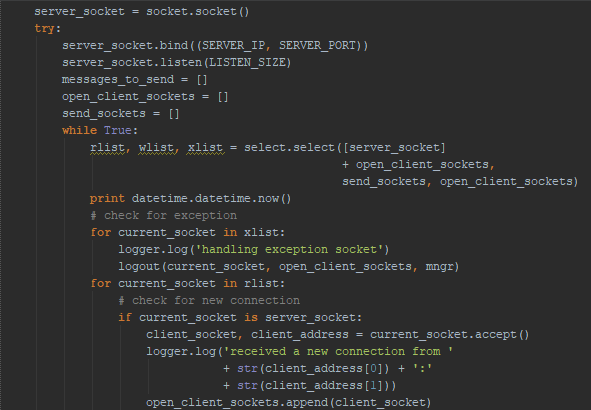 server_socket = socket.socket()
try:
    server_socket.bind((SERVER_IP, SERVER_PORT))
    server_socket.listen(LISTEN_SIZE)
    messages_to_send = []
    open_client_sockets = []
    send_sockets = []
    while True:
        rlist, wlist, xlist = select.select([server_socket]
                                            + open_client_sockets,
                                            send_sockets, open_client_sockets)
        print datetime.datetime.now()
        # check for exception
        for current_socket in xlist:
            logger.log('handling exception socket')
            logout(current_socket, open_client_sockets, mngr)
        for current_socket in rlist:
            # check for new connection
            if current_socket is server_socket:
                client_socket, client_address = current_socket.accept()
                logger.log('received a new connection from '
                           + str(client_address[0]) + ':'
                           + str(client_address[1]))
                open_client_sockets.append(client_socket)